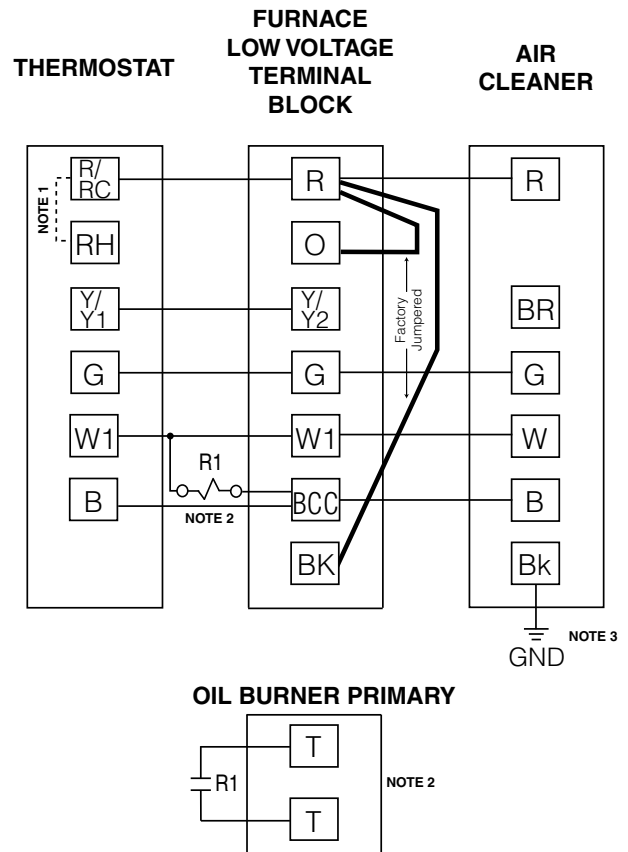 THERMOSTAT
FURNACE
LOW VOLTAGE
TERMINAL
BLOCK
AIR
CLEANER
R/
RC
R
R
NOTE 1
RH
O
Y/
Y1
Y/
Y2
Factory
Jumpered
BR
G
G
G
W1
W1
W
R1
B
NOTE 2
BCC
B
BK
Bk
GND
NOTE 3
OIL BURNER PRIMARY
T
R1
NOTE 2
T